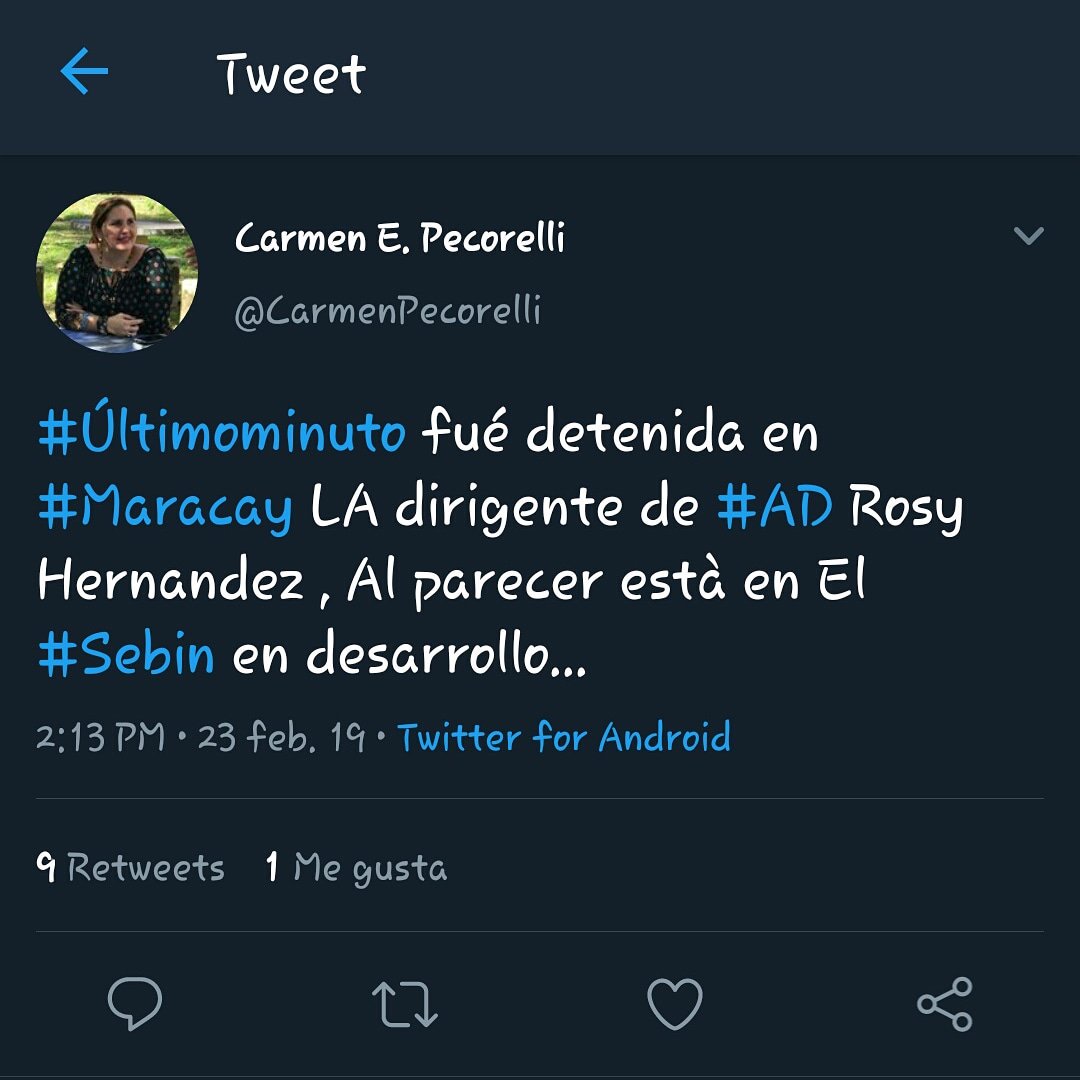 Tweet
Carmen E. Pecorelli
@CarmenPecorelli
#Últimominuto fué detenida en
#Maracay LA dirigente de #AD Rosy
Hernandez , Al parecer està en El
#Sebin en desarrollo...
2:13 PM • 23 feb. 19 • Twitter for Android
9 Retweets 1 Me gusta